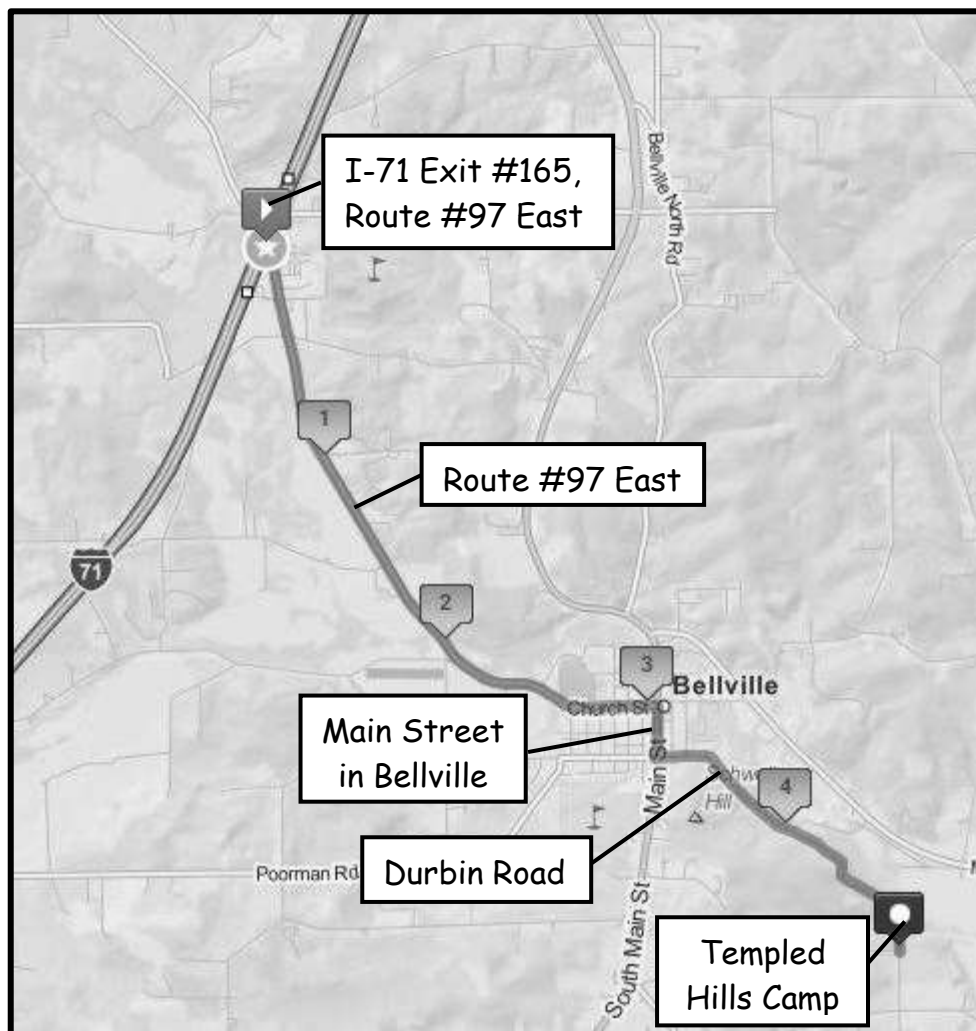 I-71 Exit #165,
Route #97 East
Bellville North Rd
1
Route #97 East
71
2
3
Bellville
Church St
Main Street
in Bellville
Main St
4
Hill
Durbin Road
Poorman Rd
South Main St
Templed
Hills Camp